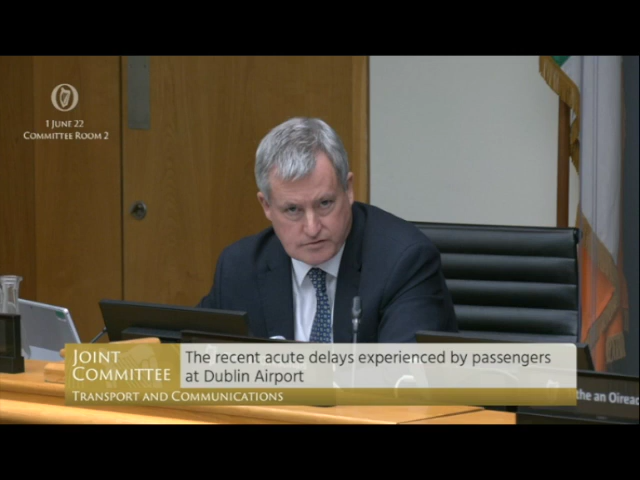 1 June 22
Committee Room 2
Joint
Committee
The recent acute delays experienced by passengers
at Dublin Airport
Transport and Communications
the an Oireac